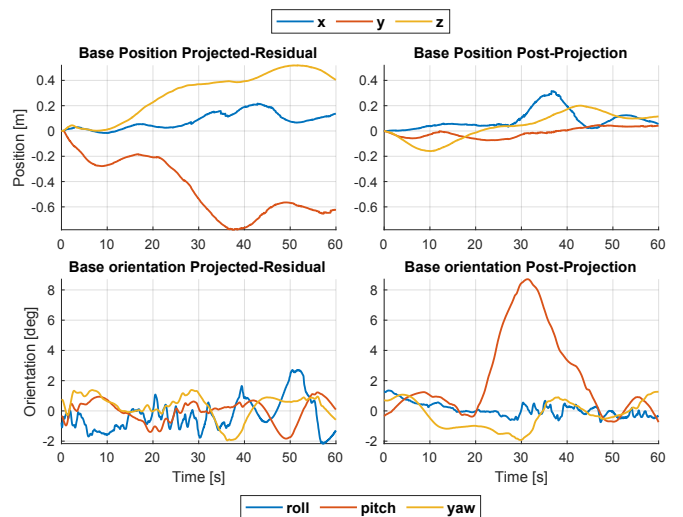 x y z
Base Position Projected-Residual Base Position Post-Projection
0.4 0.4
0.2 0.2
0 0
-0.2 -0.2
-0.4 -0.4
-0.6 -0.6
Position [m]
0 10 20 30 40 50 60 0 10 20 30 40 50 60
Base orientation Projected-Residual Base orientation Post-Projection
8 8
6 6
4 4
2 2
0 0
-2 -2
Orientation [deg]
0 10 20 30 40 50 60 0 10 20 30 40 50 60
Time [s] Time [s]
roll pitch yaw